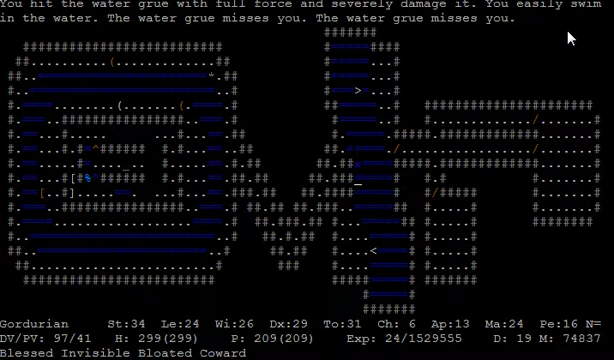 You hit the water grue with full force and severely damage it. You easily swim
in the water. The water grue misses you. The water grue misses you.
Gordurian St:34 Le:24 Wi:26 Dx:29 To:31 Ch: 6 Ap:13 Ma:24 Pe:16 N=
DV/PV: 97/41 H: 299(299) P: 209(209) Exp: 24/1529555 D: 19 M: 74837
Blessed Invisible Bloated Coward